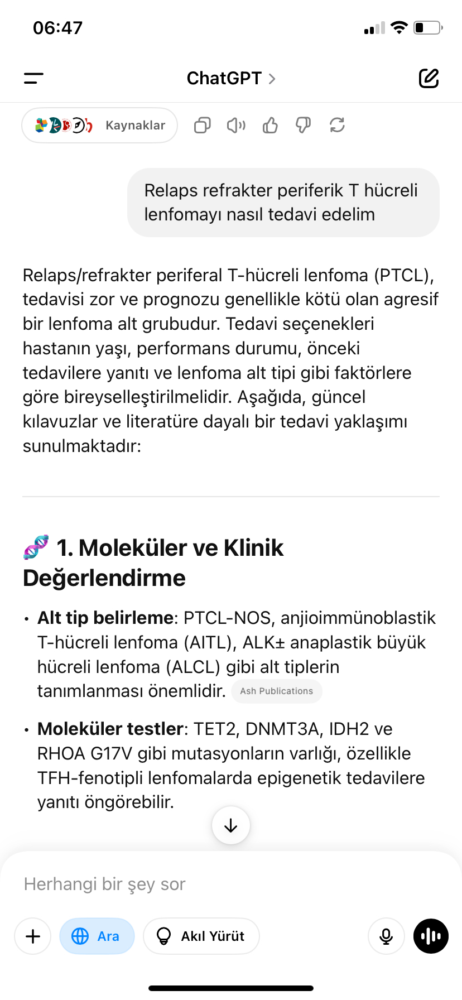 06:47
ChatGPT
Kaynaklar
Relaps refrakter periferik T hücreli
lenfomayı nasıl tedavi edelim
Relaps/refrakter periferal T-hücreli lenfoma (PTCL),
tedavisi zor ve prognozu genellikle kötü olan agresif
bir lenfoma alt grubudur. Tedavi seçenekleri
hastanın yaşı, performans durumu, önceki
tedavilere yanıtı ve lenfoma alt tipi gibi faktörlere
göre bireyselleştirilmelidir. Aşağıda, güncel
kılavuzlar ve literatüre dayalı bir tedavi yaklaşımı
sunulmaktadır:
🧬 1. Moleküler ve Klinik
Değerlendirme
• Alt tip belirleme: PTCL-NOS, anjioimmünoblastik
T-hücreli lenfoma (AITL), ALK± anaplastik büyük
hücreli lenfoma (ALCL) gibi alt tiplerin
tanımlanması önemlidir. Ash Publications
• Moleküler testler: TET2, DNMT3A, IDH2 ve
RHOA G17V gibi mutasyonların varlığı, özellikle
TFH-fenotipli lenfomalarda epigenetik tedavilere
yanıtı öngörebilir.
Herhangi bir şey sor
Ara
Akıl Yürüt